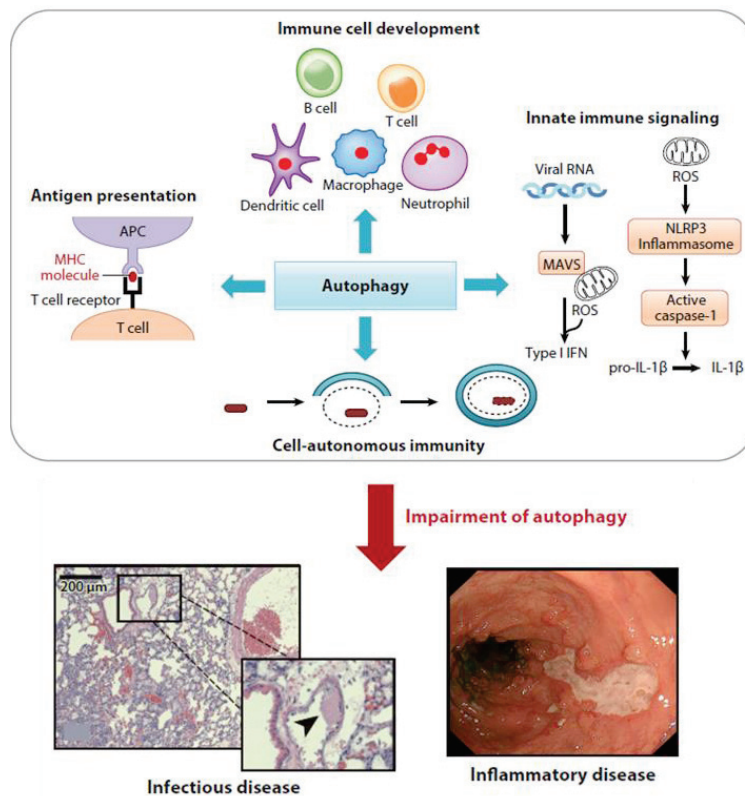 Immune cell development
B cell
T cell
Dendritic cell
Macrophage
Neutrophil
Antigen presentation
APC
MHC
molecule
T cell receptor
T cell
Autophagy
Innate immune signaling
Viral RNA
MAVS
ROS
Type I IFN
ROS
NLRP3
Inflammasome
Active
caspase-1
pro-IL-1β
IL-1β
Cell-autonomous immunity
Impairment of autophagy
200 μm
Infectious disease
Inflammatory disease